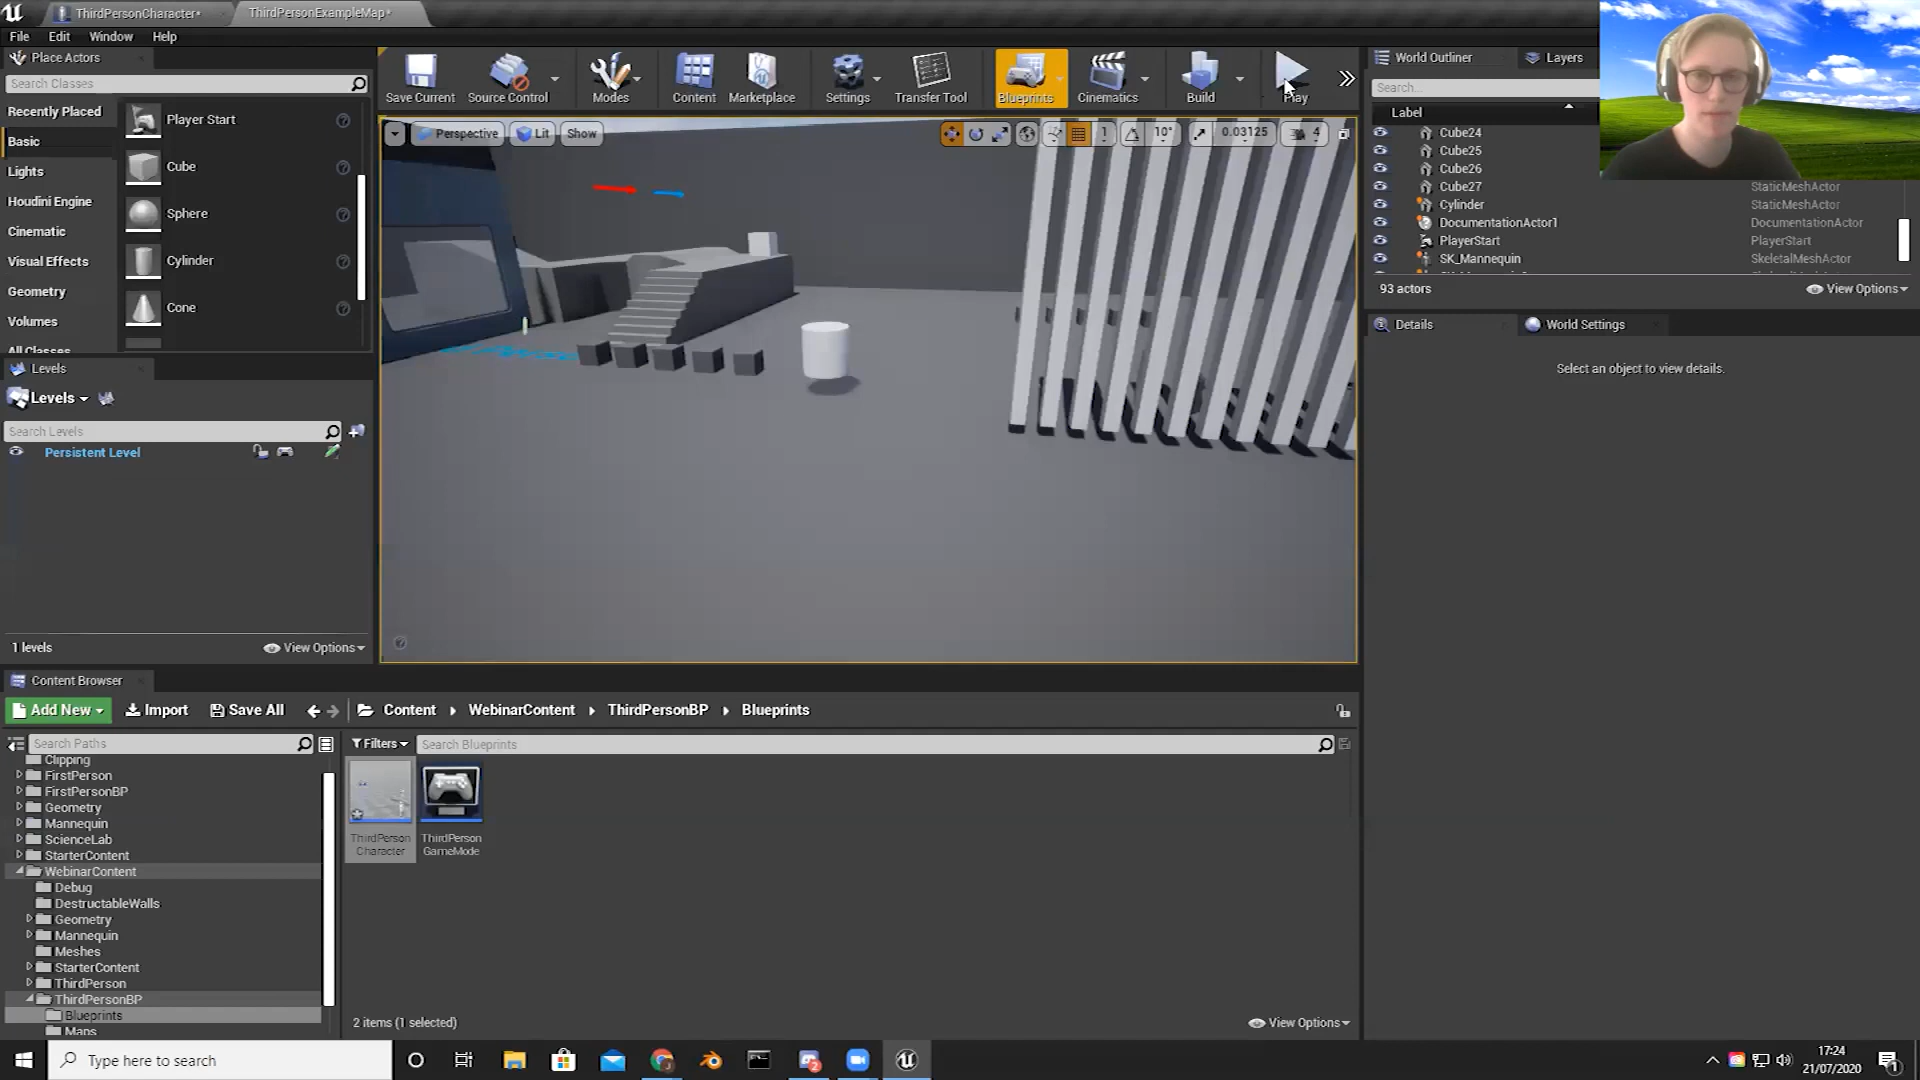 ThirdPersonCharacter*
ThirdPersonExampleMap*
File Edit Window Help
Place Actors
Search Classes
Recently Placed
Basic
Lights
Houdini Engine
Cinematic
Visual Effects
Geometry
Volumes
All Classes
Player Start
Cube
Sphere
Cylinder
Cone
Levels
Levels
Search Levels
Persistent Level
1 levels
View Options
Save Current
Source Control
Modes
Content
Marketplace
Settings
Transfer Tool
Blueprints
Cinematics
Build
Play
Perspective
Lit
Show
1
10°
0.03125
4
World Outliner
Layers
Search...
Label
Cube24
Cube25
Cube26
Cube27 StaticMeshActor
Cylinder StaticMeshActor
DocumentationActor1 DocumentationActor
PlayerStart PlayerStart
SK_Mannequin SkeletalMeshActor
93 actors
View Options
Details
World Settings
Select an object to view details.
Content Browser
Add New
Import
Save All
Content
WebinarContent
ThirdPersonBP
Blueprints
Search Paths
Filters
Search Blueprints
Clipping
FirstPerson
FirstPersonBP
Geometry
Mannequin
ScienceLab
StarterContent
WebinarContent
Debug
DestructableWalls
Geometry
Mannequin
Meshes
StarterContent
ThirdPerson
ThirdPersonBP
Blueprints
Maps
ThirdPerson
Character
ThirdPerson
GameMode
2 items (1 selected)
View Options
Type here to search
2
17:24
21/07/2020
1